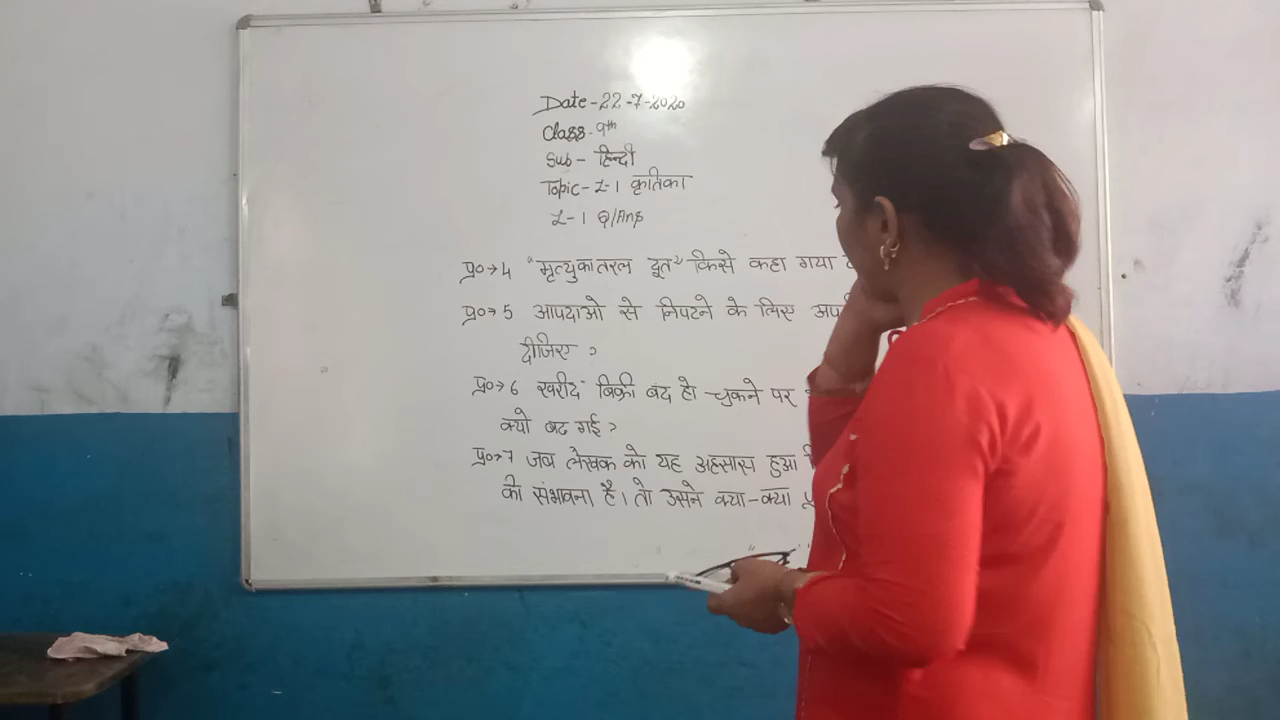 Date-22-7-2020
Class-9th
Sub- हिन्दी
Topic-L-1 कृतिका
L-1 Q/Ans
प्र०→4 "मृत्युकातरल दुत" किसे कहा गया
प्र०→5 आपदाओ से निपटने के लिए
दीजिए ?
प्र०→6 खरीद बिक्री बंद हो चुकने पर
क्यो बढ गई ?
प्र०→7 जब लेखक को यह अहसास हुआ
की संभावना है। तो उसने क्या-क्या